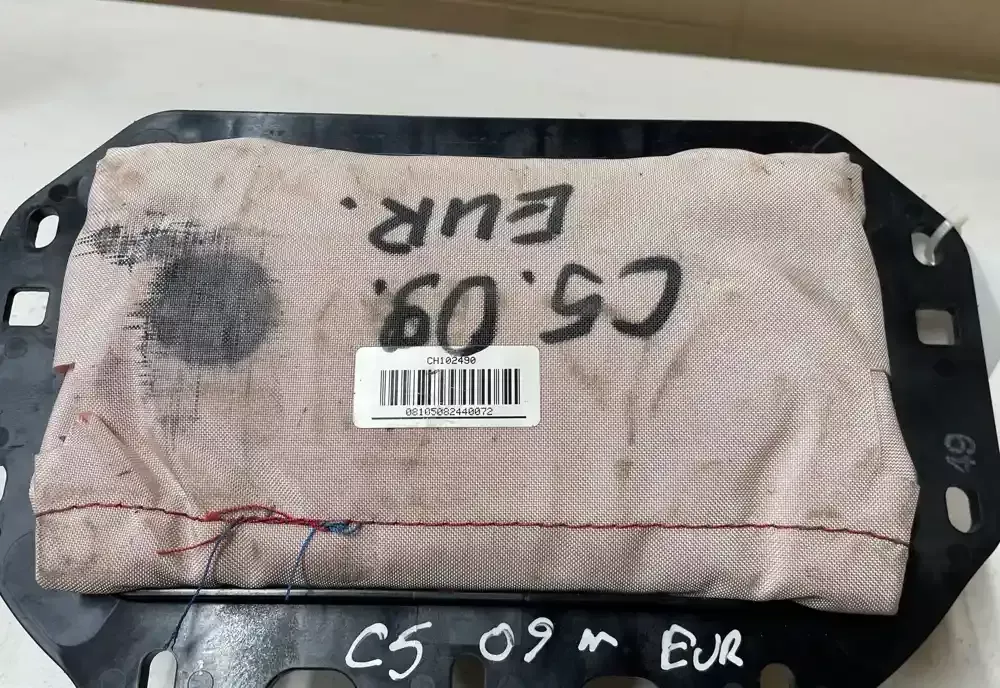 C5. 09.
EUR.
CH102490
08105082440072
49
C5 09 m EUR